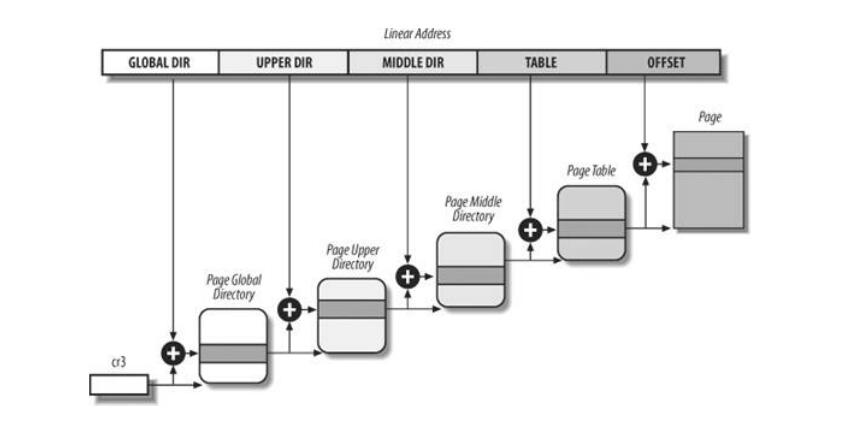 Linear Address
GLOBAL DIR
UPPER DIR
MIDDLE DIR
TABLE
OFFSET
Page
Page Table
Page Middle
Directory
Page Upper
Directory
Page Global
Directory
cr3